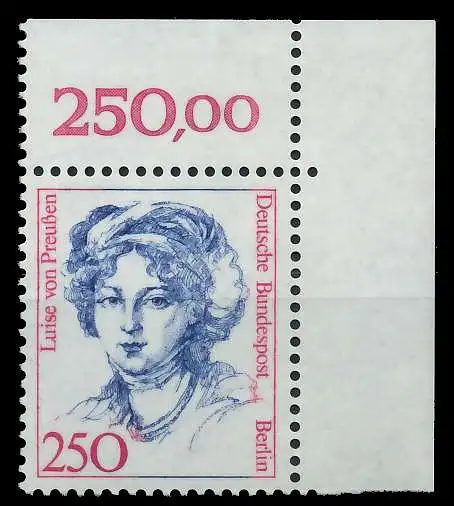 250,00
Luise von Preußen
Deutsche Bundespost Berlin
250